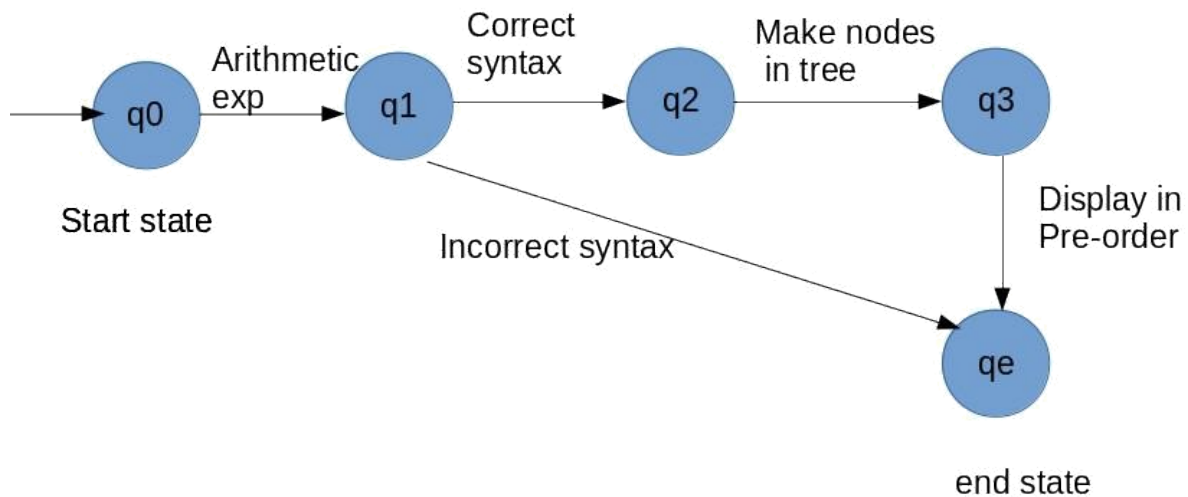 Arithmetic
exp
Correct
syntax
Make nodes
in tree
q0
q1
q2
q3
Start state
Incorrect syntax
Display in
Pre-order
qe
end state